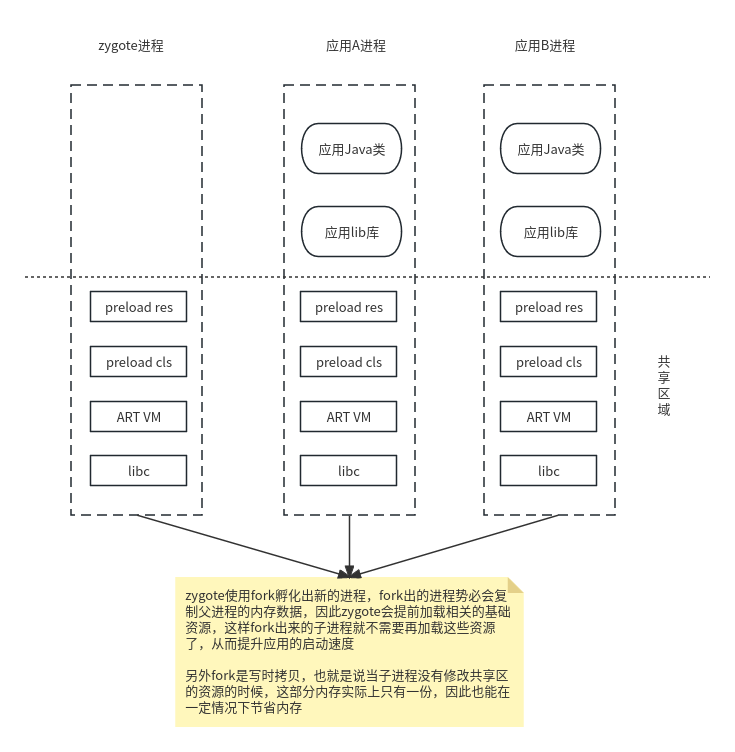 zygote进程
应用A进程
应用B进程
应用Java类
应用Java类
应用lib库
应用lib库
preload res
preload res
preload res
preload cls
preload cls
preload cls
共享区域
ART VM
ART VM
ART VM
libc
libc
libc
zygote使用fork孵化出新的进程，fork出的进程势必会复
制父进程的内存数据，因此zygote会提前加载相关的基础
资源，这样fork出来的子进程就不需要再加载这些资源
了，从而提升应用的启动速度
另外fork是写时拷贝，也就是说当子进程没有修改共享区
的资源的时候，这部分内存实际上只有一份，因此也能在
一定情况下节省内存